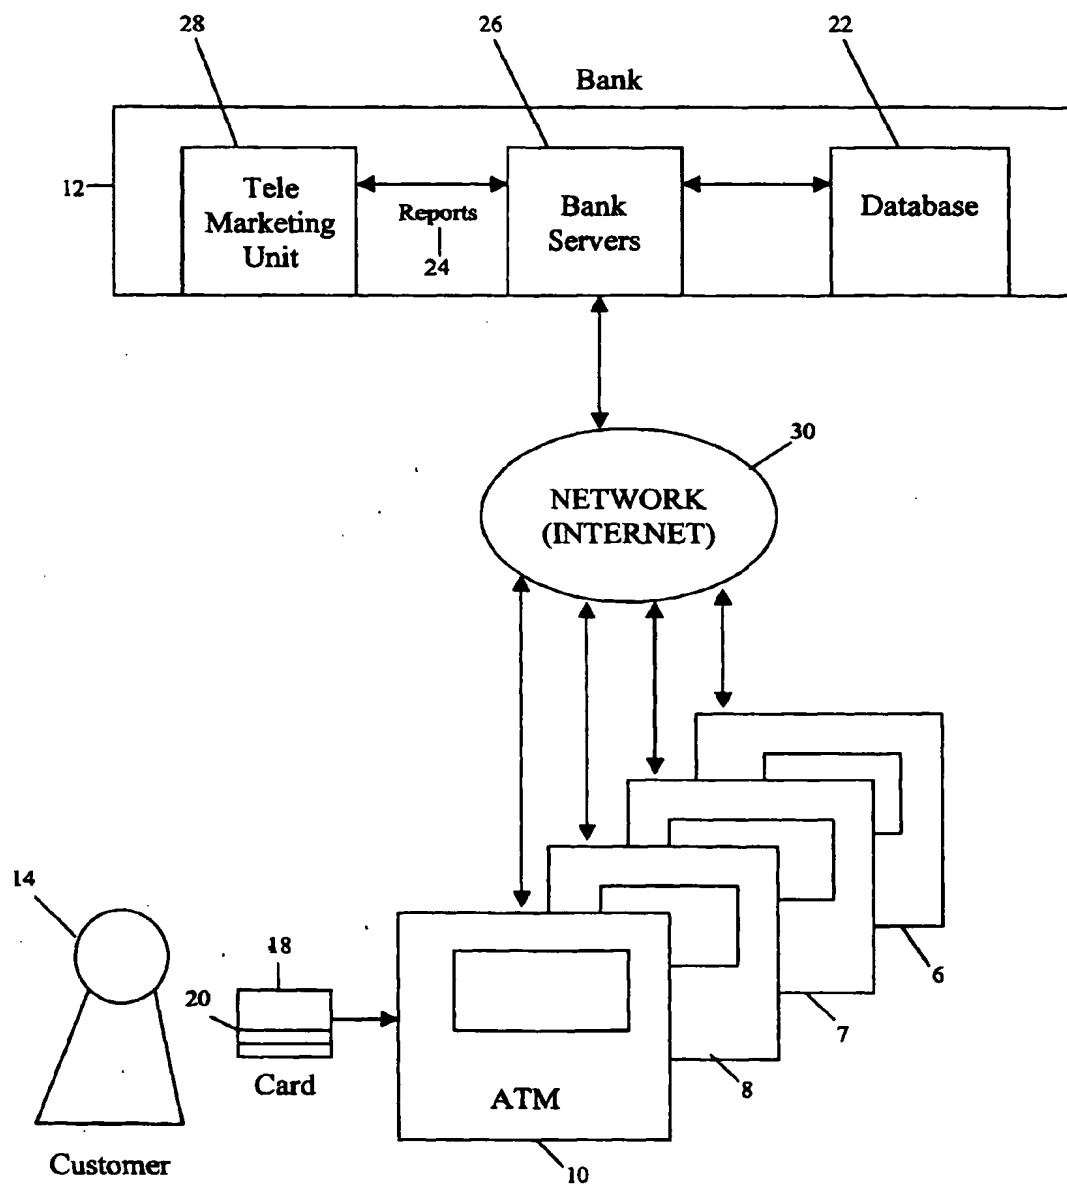 28
26
22
Bank
12
Tele
Marketing
Unit
Reports
24
Bank
Servers
Database
30
NETWORK
(INTERNET)
14
18
20
Card
Customer
ATM
10
8
7
6